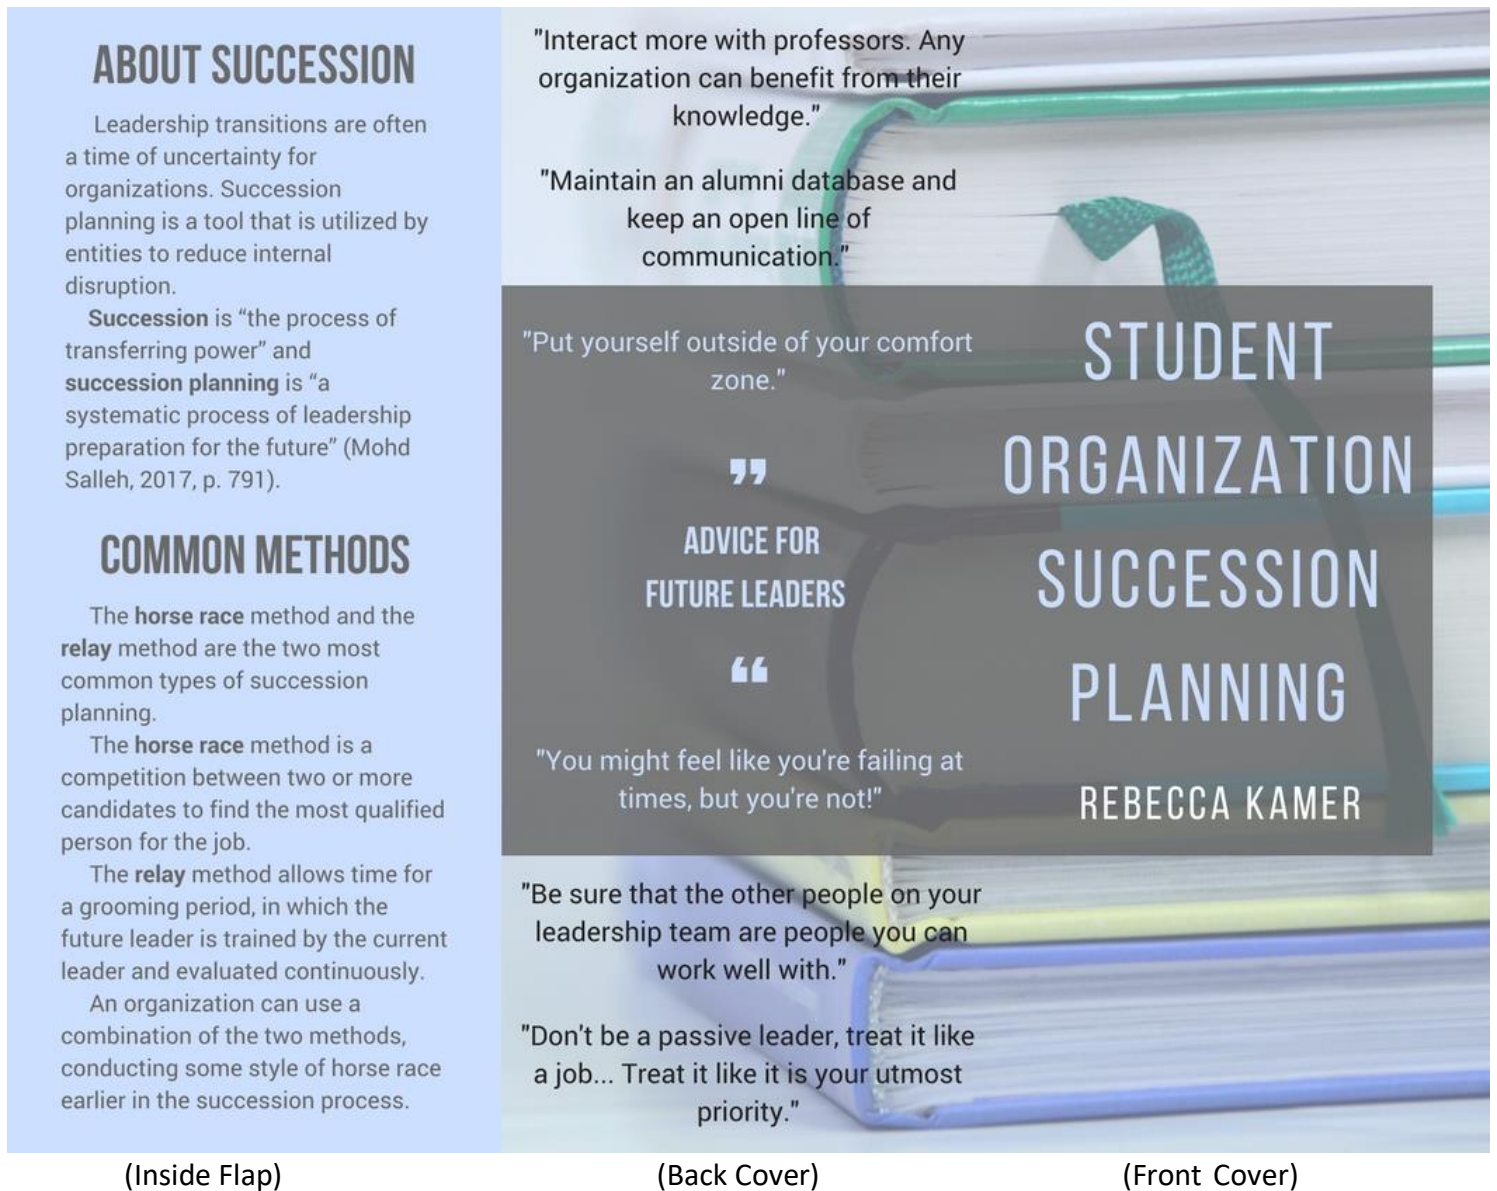 ABOUT SUCCESSION
Leadership transitions are often
a time of uncertainty for
organizations. Succession
planning is a tool that is utilized by
entities to reduce internal
disruption.
Succession is “the process of
transferring power” and
succession planning is “a
systematic process of leadership
preparation for the future” (Mohd
Salleh, 2017, p. 791).
COMMON METHODS
The horse race method and the
relay method are the two most
common types of succession
planning.
The horse race method is a
competition between two or more
candidates to find the most qualified
person for the job.
The relay method allows time for
a grooming period, in which the
future leader is trained by the current
leader and evaluated continuously.
An organization can use a
combination of the two methods,
conducting some style of horse race
earlier in the succession process.
(Inside Flap)
"Interact more with professors. Any
organization can benefit from their
knowledge."
"Maintain an alumni database and
keep an open line of
communication."
"Put yourself outside of your comfort
zone."
”
ADVICE FOR
FUTURE LEADERS
“
"You might feel like you're failing at
times, but you're not!"
"Be sure that the other people on your
leadership team are people you can
work well with."
"Don't be a passive leader, treat it like
a job... Treat it like it is your utmost
priority."
(Back Cover)
STUDENT
ORGANIZATION
SUCCESSION
PLANNING
REBECCA KAMER
(Front Cover)